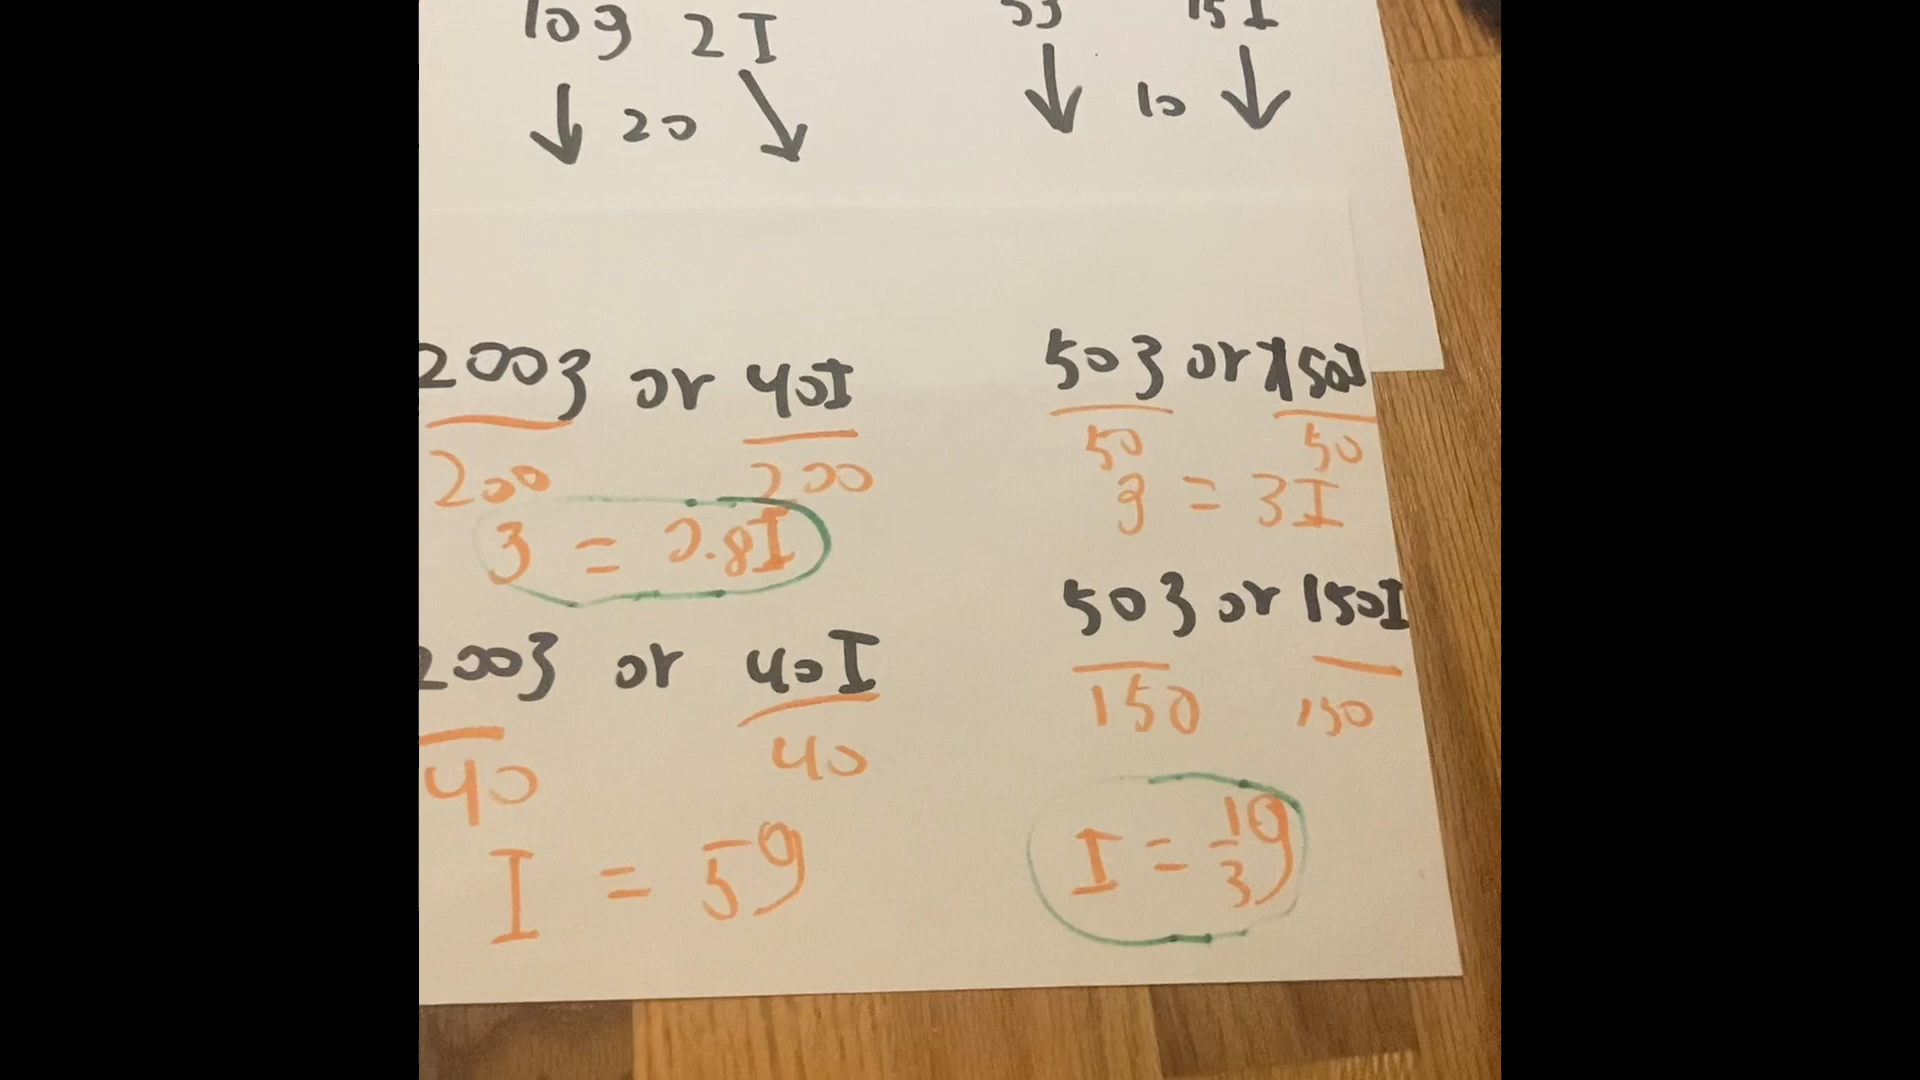 10g 2I
20
10
200g or 40I
200 200
g = 0.8I
200g or 40I
40 40
I = 5g
5g 15I
50g or 150I
50 50
g = 3I
50g or 150I
150 150
I = 1/3 g